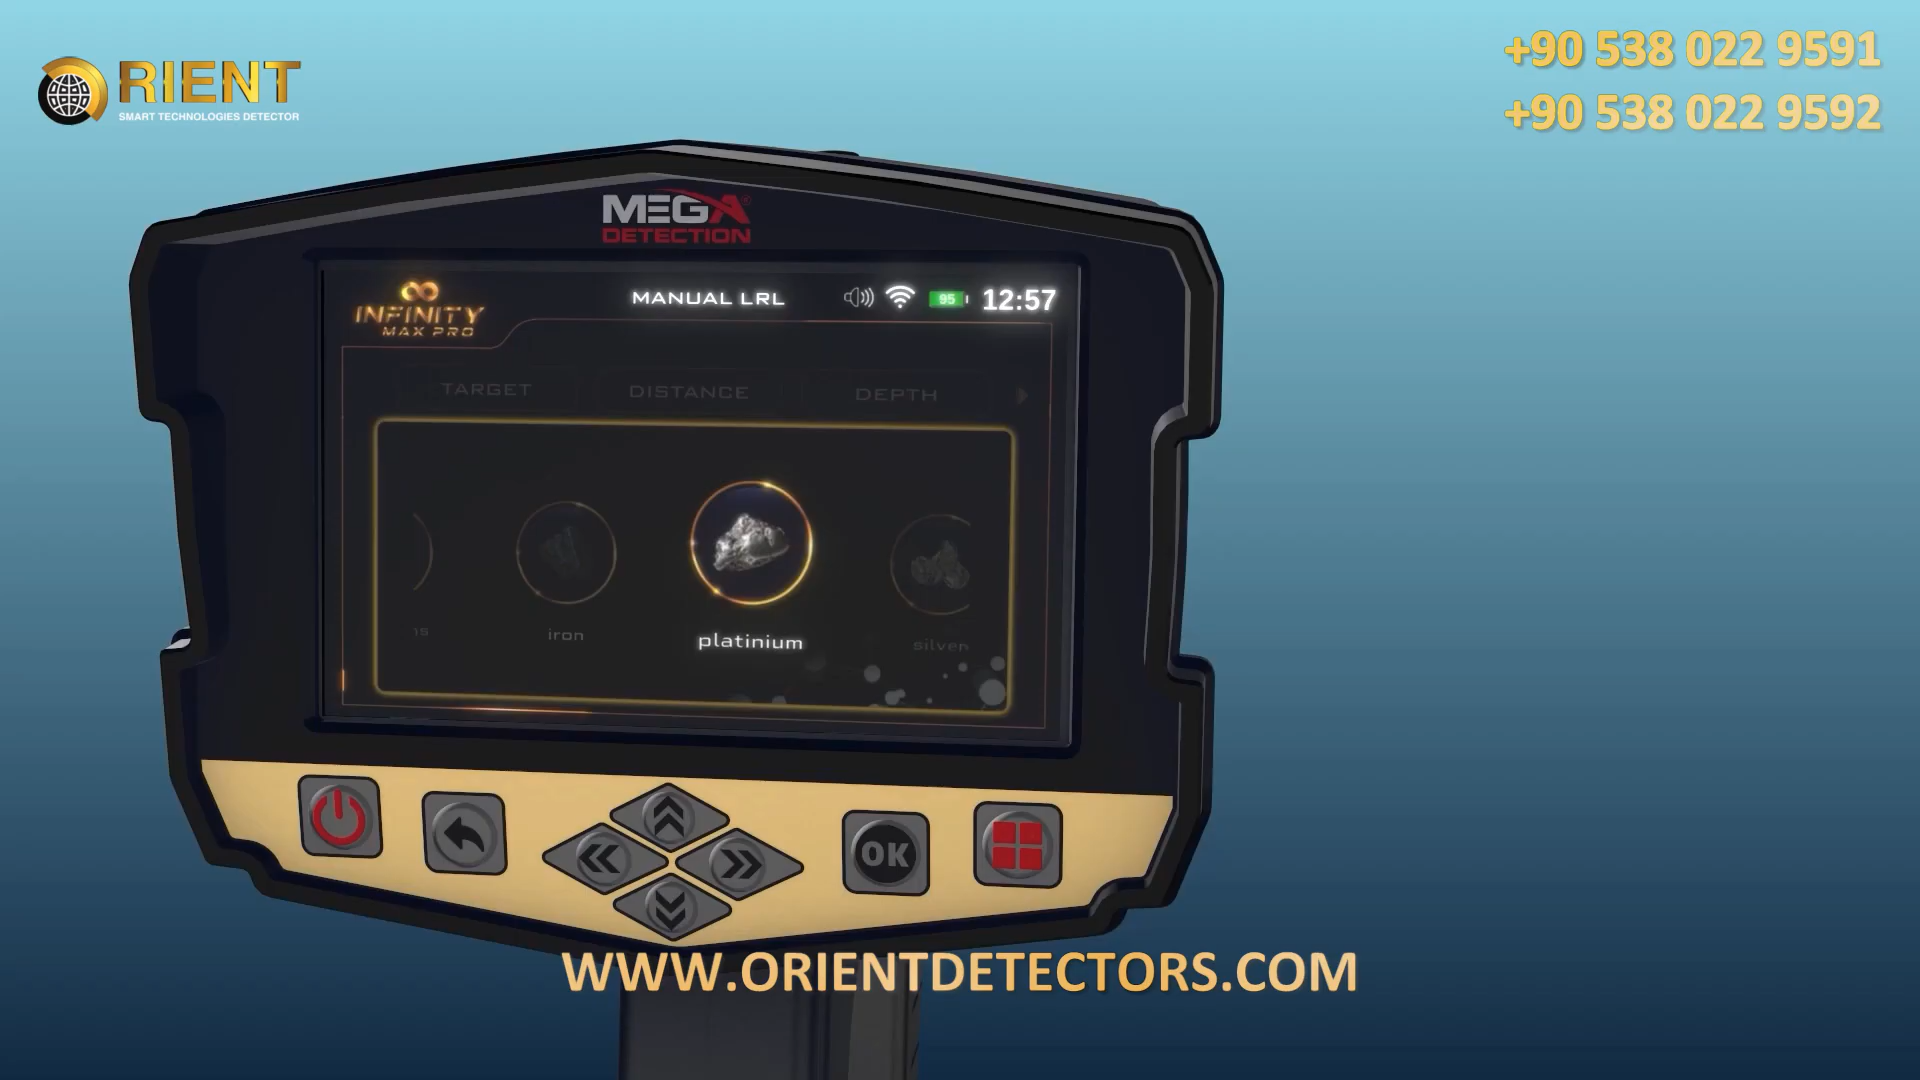 ORIENT
SMART TECHNOLOGIES DETECTOR
+90 538 022 9591
+90 538 022 9592
MEGA
DETECTION
INFINITY
MAX PRO
MANUAL LRL
95
12:57
TARGET
DISTANCE
DEPTH
iron
platinium
silver
OK
WWW.ORIENTDETECTORS.COM